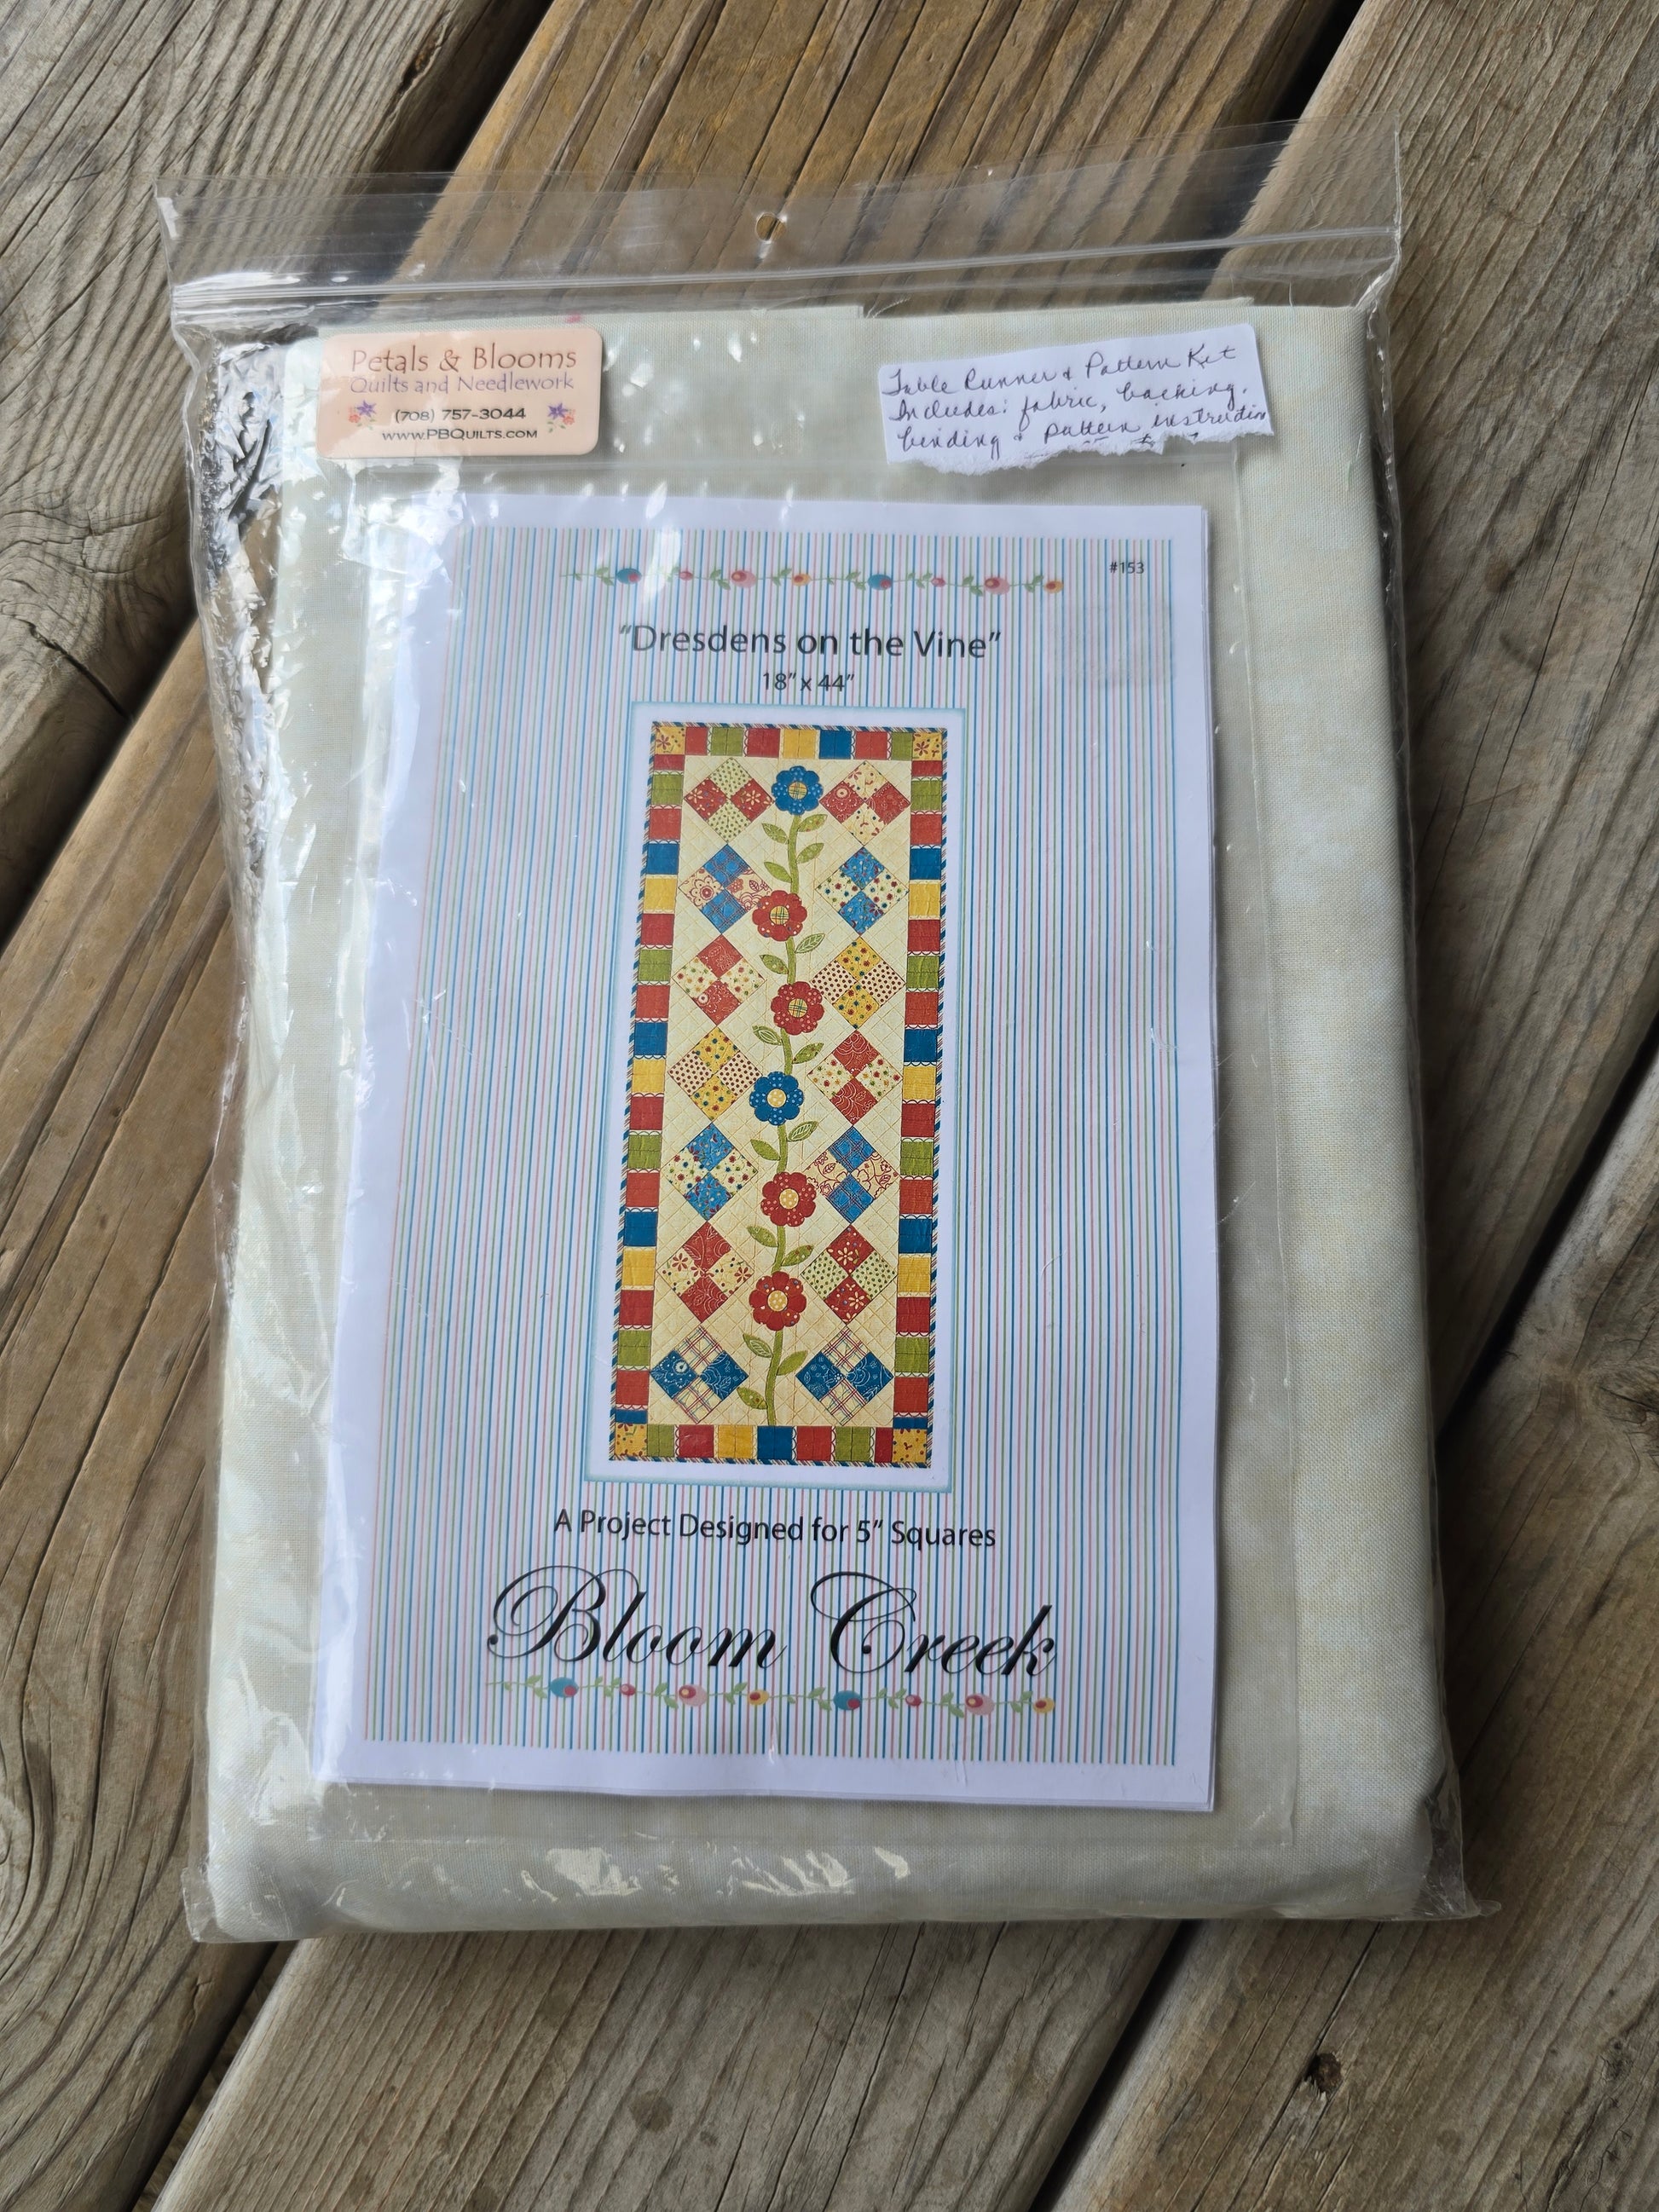 Petals & Blooms
Quilts and Needlework
(708) 757-3044
www.PBQuilts.com
Table Runner & Pattern Kit
Includes: fabric, backing,
binding & pattern instruction
#153
"Dresdens on the Vine"
18" x 44"
A Project Designed for 5" Squares
Bloom Creek